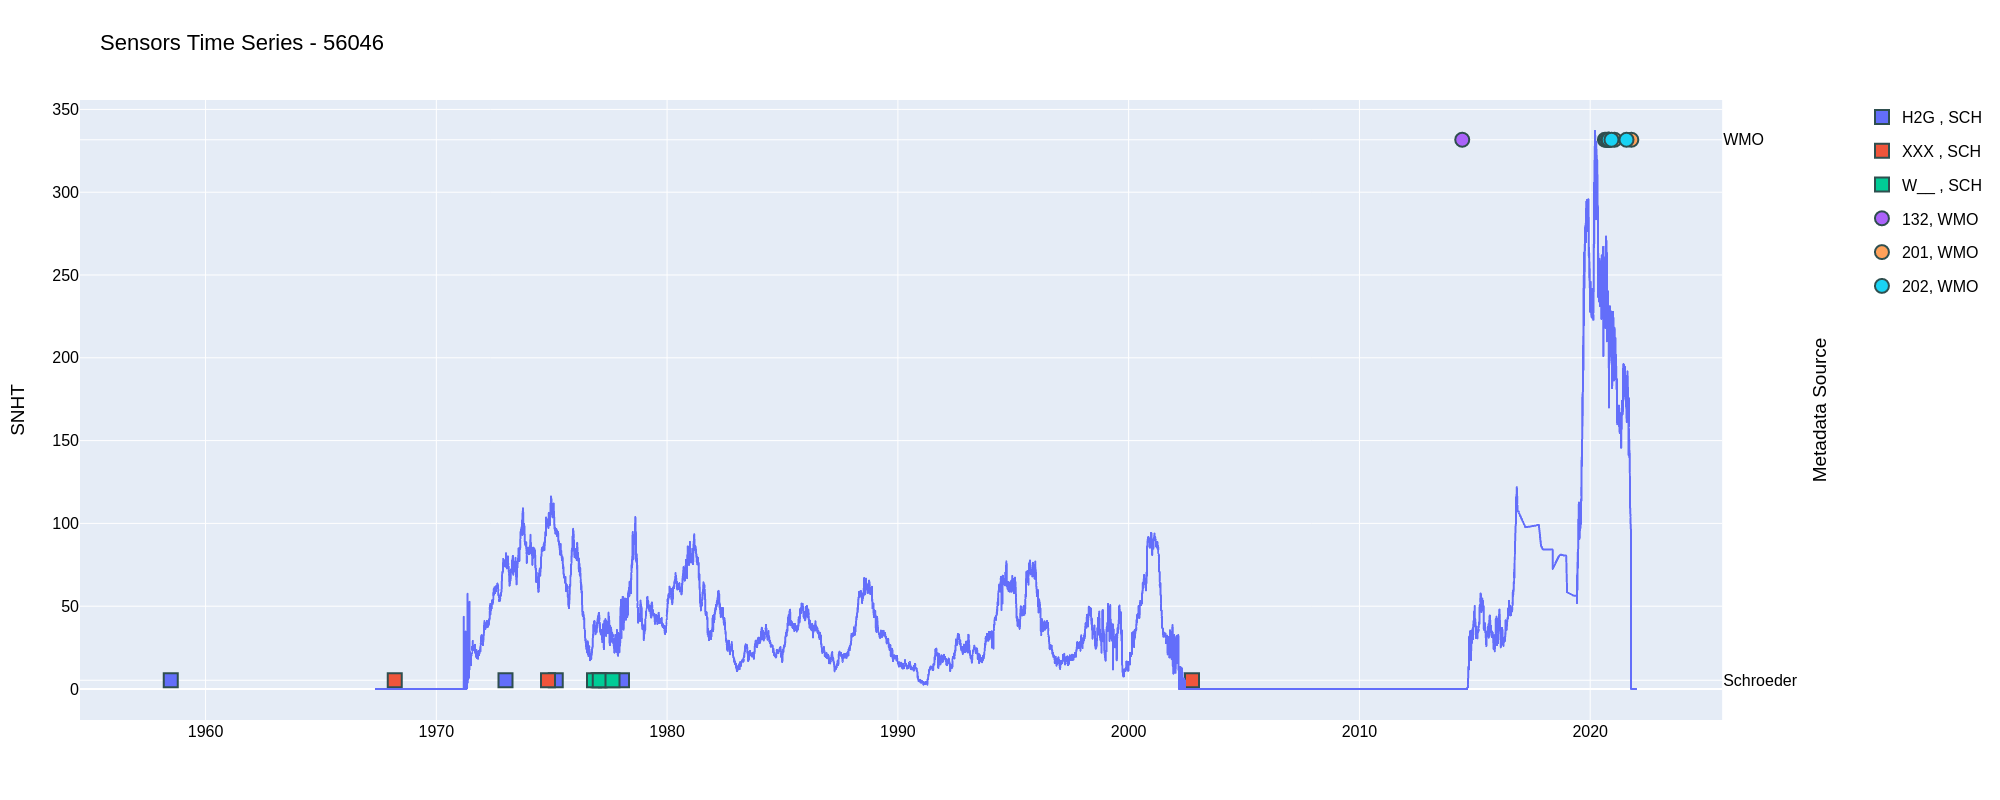 Sensors Time Series - 56046
350
300
250
200
150
100
50
0
SNHT
1960
1970
1980
1990
2000
2010
2020
WMO
Schroeder
Metadata Source
H2G , SCH
XXX , SCH
W__ , SCH
132, WMO
201, WMO
202, WMO